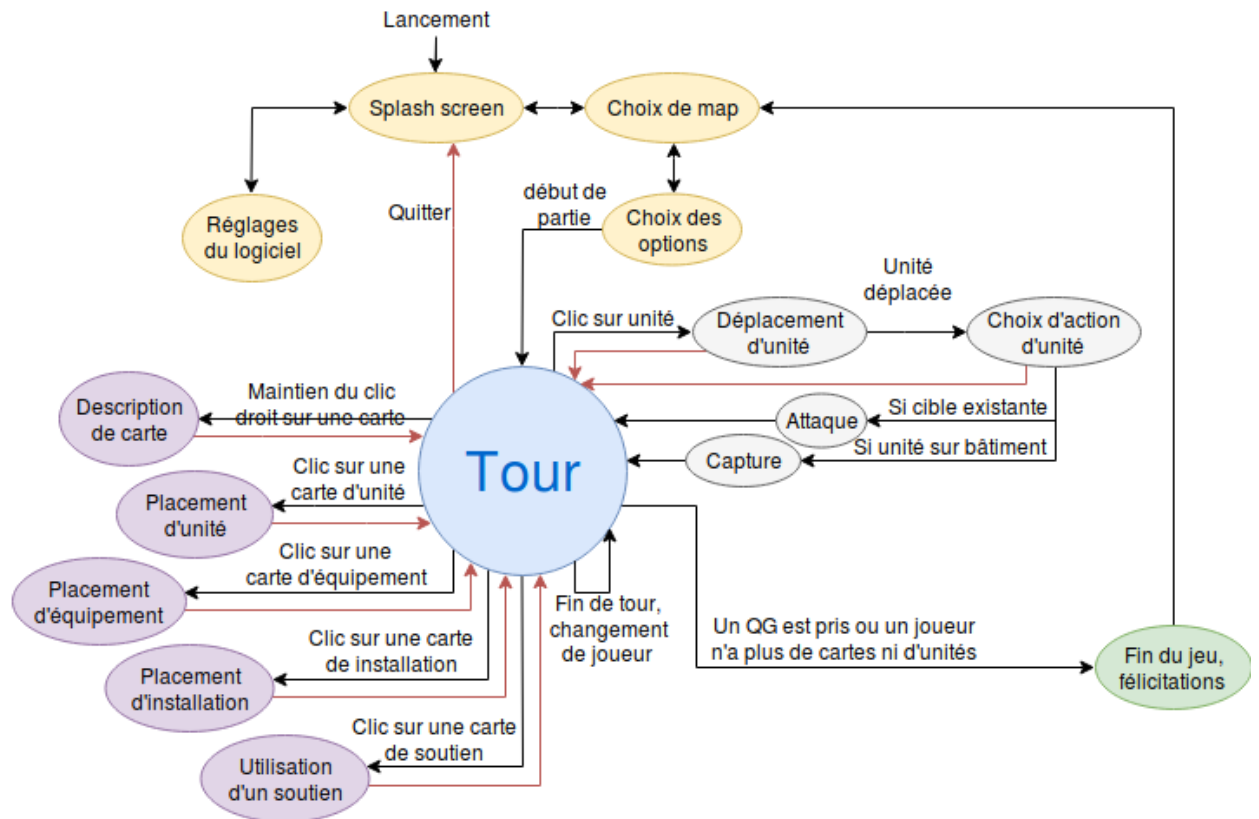 Lancement
Splash screen
Choix de map
Réglages
du logiciel
Quitter
début de
partie
Choix des
options
Unité
déplacée
Clic sur unité
Déplacement
d'unité
Choix d'action
d'unité
Maintien du clic
droit sur une carte
Description
de carte
Si cible existante
Attaque
Si unité sur bâtiment
Capture
Tour
Clic sur une
carte d'unité
Placement
d'unité
Clic sur une
carte d'équipement
Placement
d'équipement
Fin de tour,
changement
de joueur
Un QG est pris ou un joueur
n'a plus de cartes ni d'unités
Fin du jeu,
félicitations
Clic sur une carte
de installation
Placement
d'installation
Clic sur une carte
de soutien
Utilisation
d'un soutien